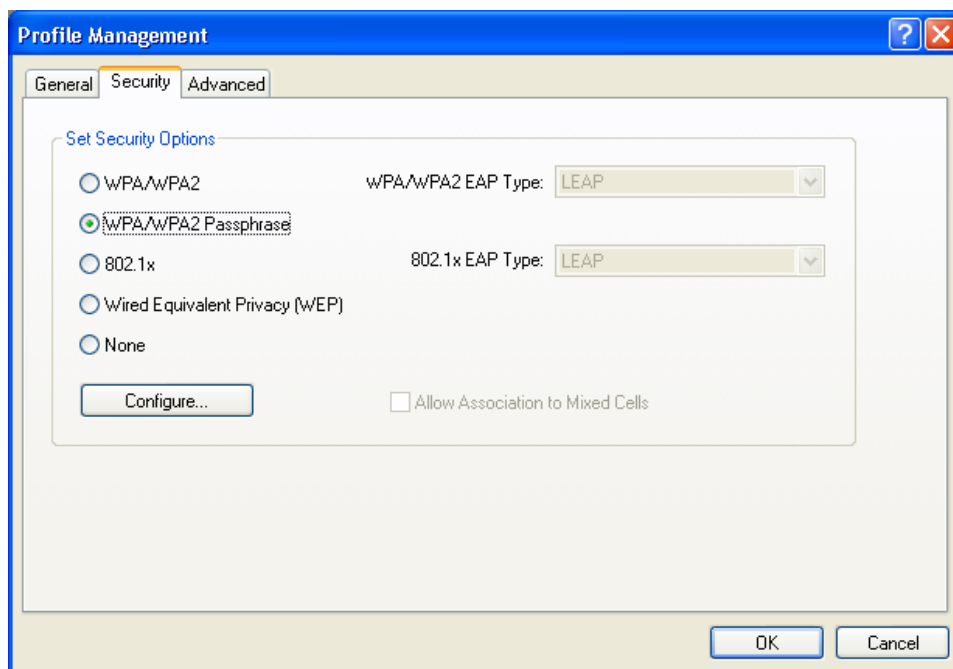 Profile Management
General Security Advanced
Set Security Options
WPA/WPA2 WPA/WPA2 EAP Type: LEAP
WPA/WPA2 Passphrase
802.1x 802.1x EAP Type: LEAP
Wired Equivalent Privacy (WEP)
None
Configure... Allow Association to Mixed Cells
OK Cancel